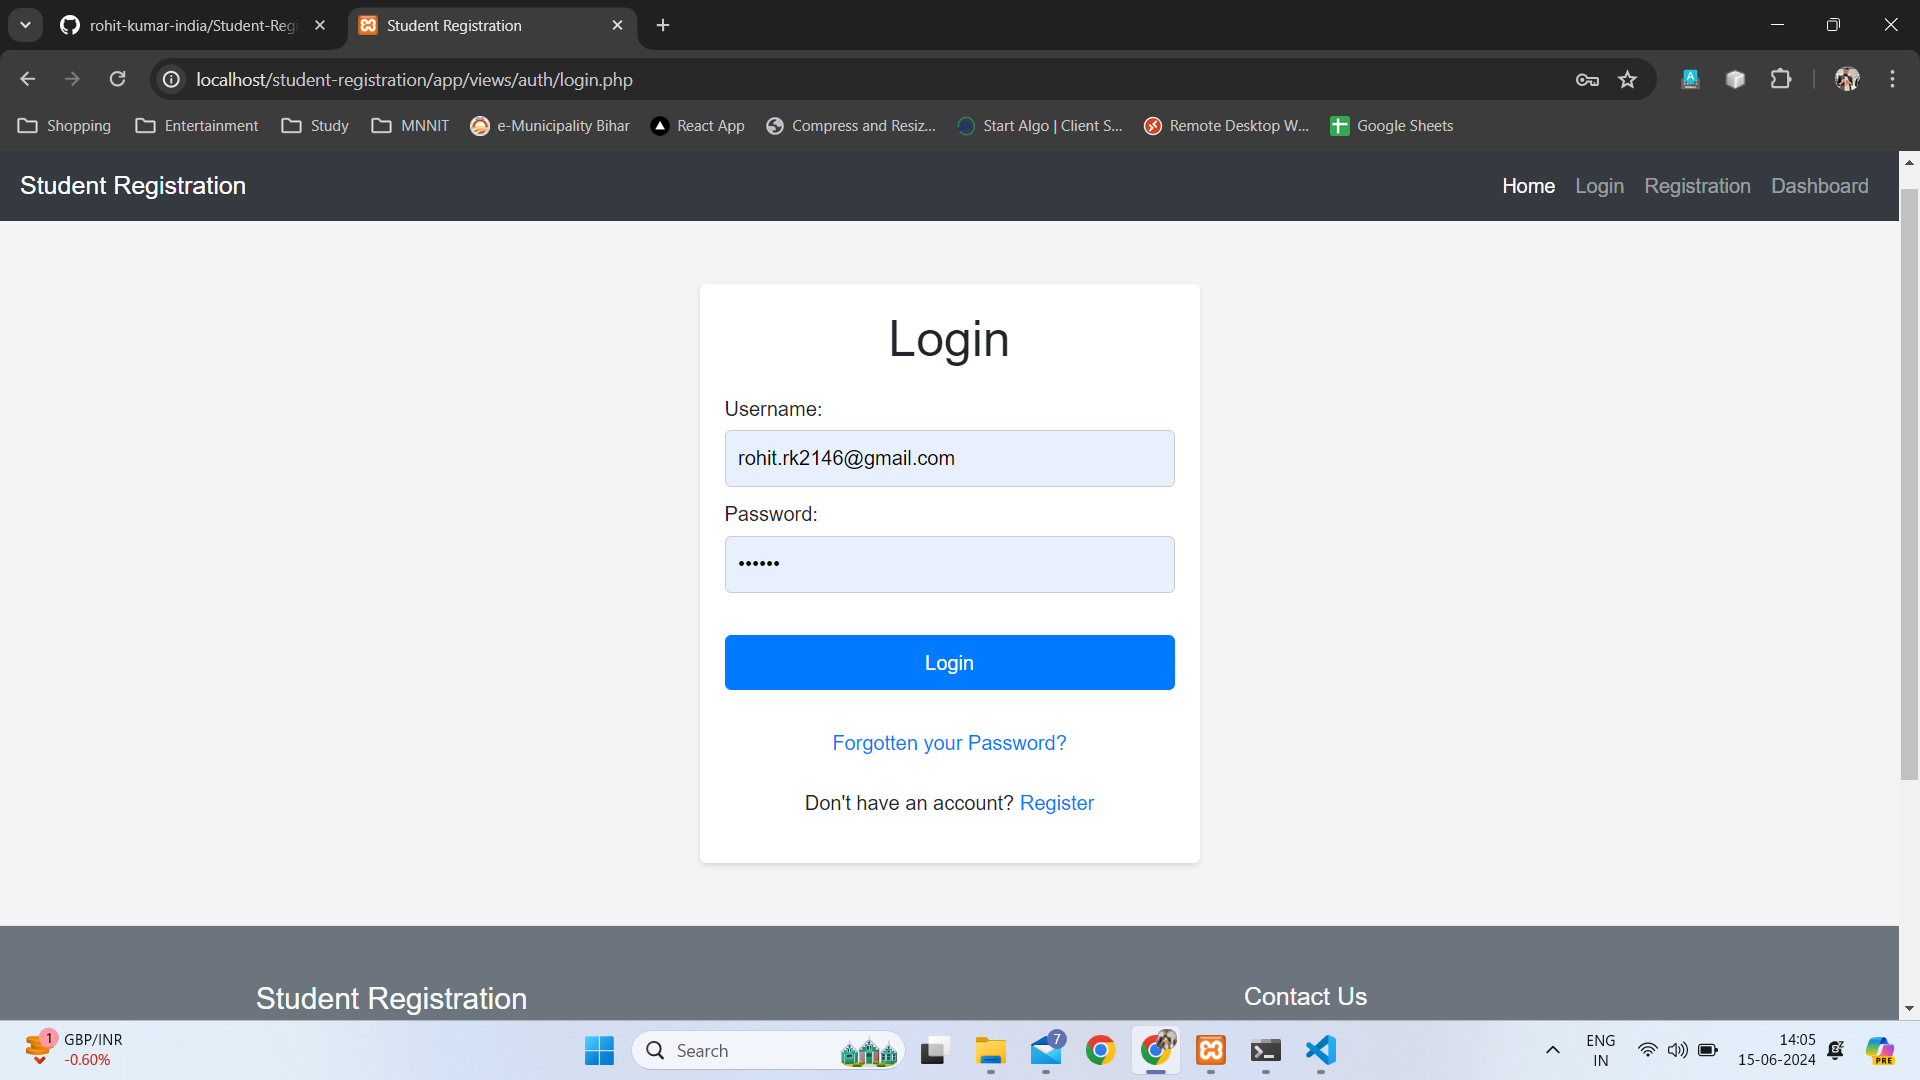 rohit-kumar-india/Student-Reg
Student Registration
localhost/student-registration/app/views/auth/login.php
Shopping
Entertainment
Study
MNNIT
e-Municipality Bihar
React App
Compress and Resiz...
Start Algo | Client S...
Remote Desktop W...
Google Sheets
Student Registration
Home
Login
Registration
Dashboard
Login
Username:
rohit.rk2146@gmail.com
Password:
••••••
Login
Forgotten your Password?
Don't have an account? Register
Student Registration
Contact Us
1
GBP/INR
-0.60%
Search
7
ENG
IN
14:05
15-06-2024
PRE